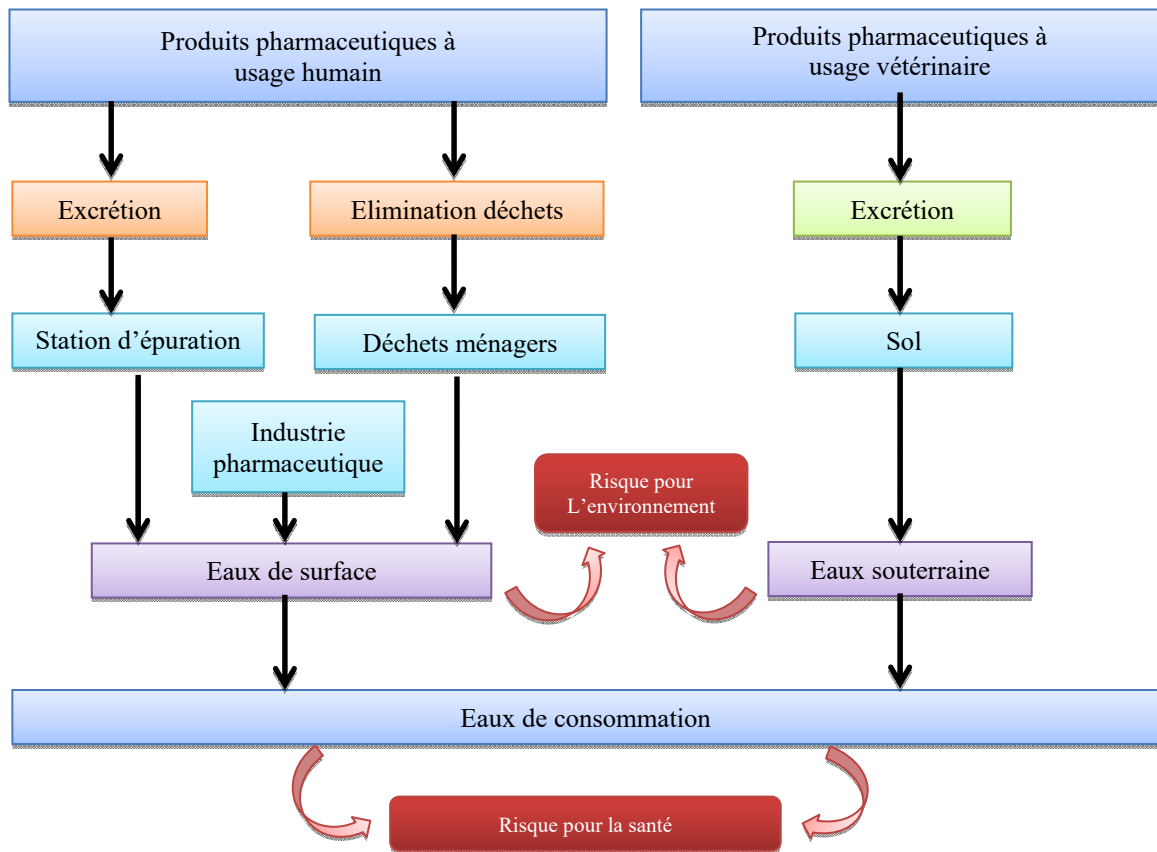 Produits pharmaceutiques à
usage humain
Produits pharmaceutiques à
usage vétérinaire
Excrétion
Elimination déchets
Excrétion
Station d’épuration
Déchets ménagers
Sol
Industrie
pharmaceutique
Risque pour
L’environnement
Eaux de surface
Eaux souterraine
Eaux de consommation
Risque pour la santé